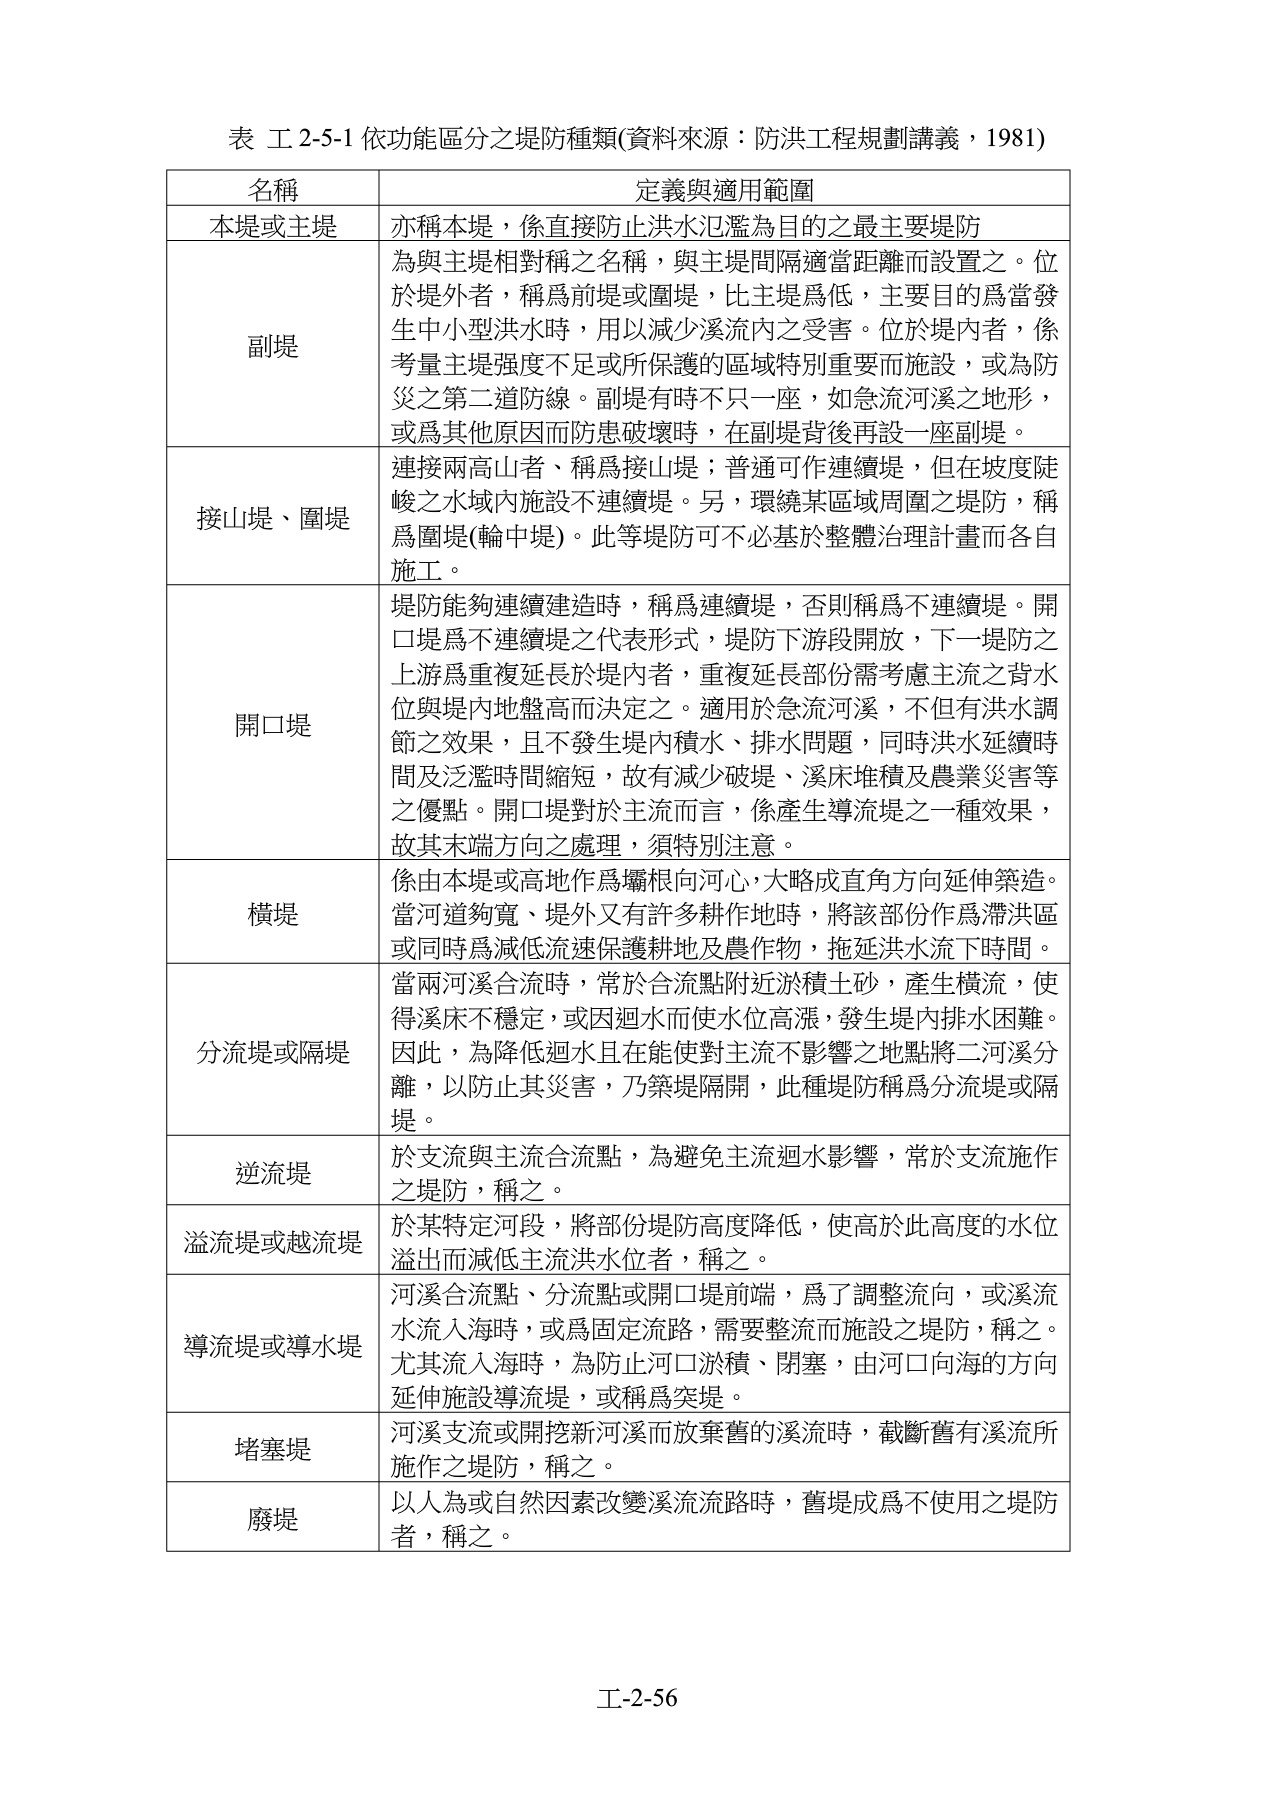 表 工 2-5-1 依功能區分之堤防種類(資料來源：防洪工程規劃講義，1981)
名稱
定義與適用範圍
本堤或主堤
亦稱本堤，係直接防止洪水氾濫為目的之最主要堤防
副堤
為與主堤相對稱之名稱，與主堤間隔適當距離而設置之。位
於堤外者，稱爲前堤或圍堤，比主堤爲低，主要目的爲當發
生中小型洪水時，用以減少溪流內之受害。位於堤內者，係
考量主堤强度不足或所保護的區域特別重要而施設，或為防
災之第二道防線。副堤有時不只一座，如急流河溪之地形，
或爲其他原因而防患破壞時，在副堤背後再設一座副堤。
接山堤、圍堤
連接兩高山者、稱爲接山堤；普通可作連續堤，但在坡度陡
峻之水域內施設不連續堤。另，環繞某區域周圍之堤防，稱
爲圍堤(輪中堤)。此等堤防可不必基於整體治理計畫而各自
施工。
開口堤
堤防能夠連續建造時，稱爲連續堤，否則稱爲不連續堤。開
口堤爲不連續堤之代表形式，堤防下游段開放，下一堤防之
上游爲重複延長於堤內者，重複延長部份需考慮主流之背水
位與堤內地盤高而決定之。適用於急流河溪，不但有洪水調
節之效果，且不發生堤內積水、排水問題，同時洪水延續時
間及泛濫時間縮短，故有減少破堤、溪床堆積及農業災害等
之優點。開口堤對於主流而言，係產生導流堤之一種效果，
故其末端方向之處理，須特別注意。
橫堤
係由本堤或高地作爲壩根向河心，大略成直角方向延伸築造。
當河道夠寬、堤外又有許多耕作地時，將該部份作爲滯洪區
或同時爲減低流速保護耕地及農作物，拖延洪水流下時間。
分流堤或隔堤
當兩河溪合流時，常於合流點附近淤積土砂，產生橫流，使
得溪床不穩定，或因迴水而使水位高漲，發生堤內排水困難。
因此，為降低迴水且在能使對主流不影響之地點將二河溪分
離，以防止其災害，乃築堤隔開，此種堤防稱爲分流堤或隔
堤。
逆流堤
於支流與主流合流點，為避免主流迴水影響，常於支流施作
之堤防，稱之。
溢流堤或越流堤
於某特定河段，將部份堤防高度降低，使高於此高度的水位
溢出而減低主流洪水位者，稱之。
導流堤或導水堤
河溪合流點、分流點或開口堤前端，爲了調整流向，或溪流
水流入海時，或爲固定流路，需要整流而施設之堤防，稱之。
尤其流入海時，為防止河口淤積、閉塞，由河口向海的方向
延伸施設導流堤，或稱爲突堤。
堵塞堤
河溪支流或開挖新河溪而放棄舊的溪流時，截斷舊有溪流所
施作之堤防，稱之。
廢堤
以人為或自然因素改變溪流流路時，舊堤成爲不使用之堤防
者，稱之。
工-2-56